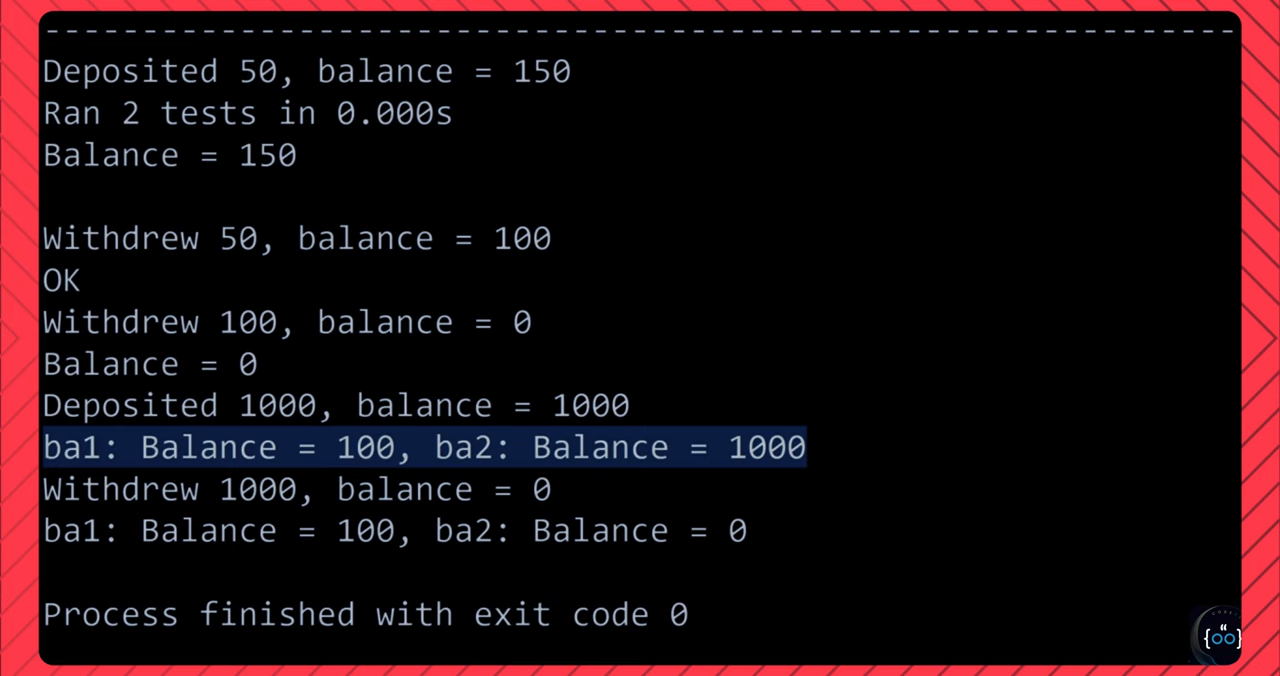 ------------------------------------------------------------
Deposited 50, balance = 150
Ran 2 tests in 0.000s
Balance = 150
Withdrew 50, balance = 100
OK
Withdrew 100, balance = 0
Balance = 0
Deposited 1000, balance = 1000
ba1: Balance = 100, ba2: Balance = 1000
Withdrew 1000, balance = 0
ba1: Balance = 100, ba2: Balance = 0
Process finished with exit code 0